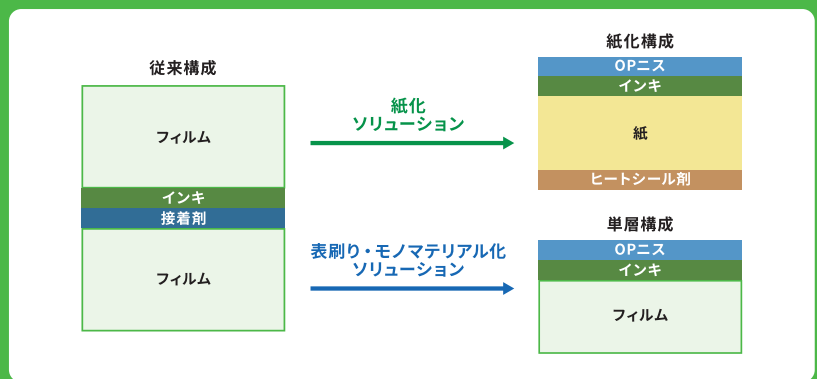 従来構成
フィルム
インキ
接着剤
フィルム
紙化
ソリューション
表刷り・モノマテリアル化
ソリューション
紙化構成
OPニス
インキ
紙
ヒートシール剤
単層構成
OPニス
インキ
フィルム